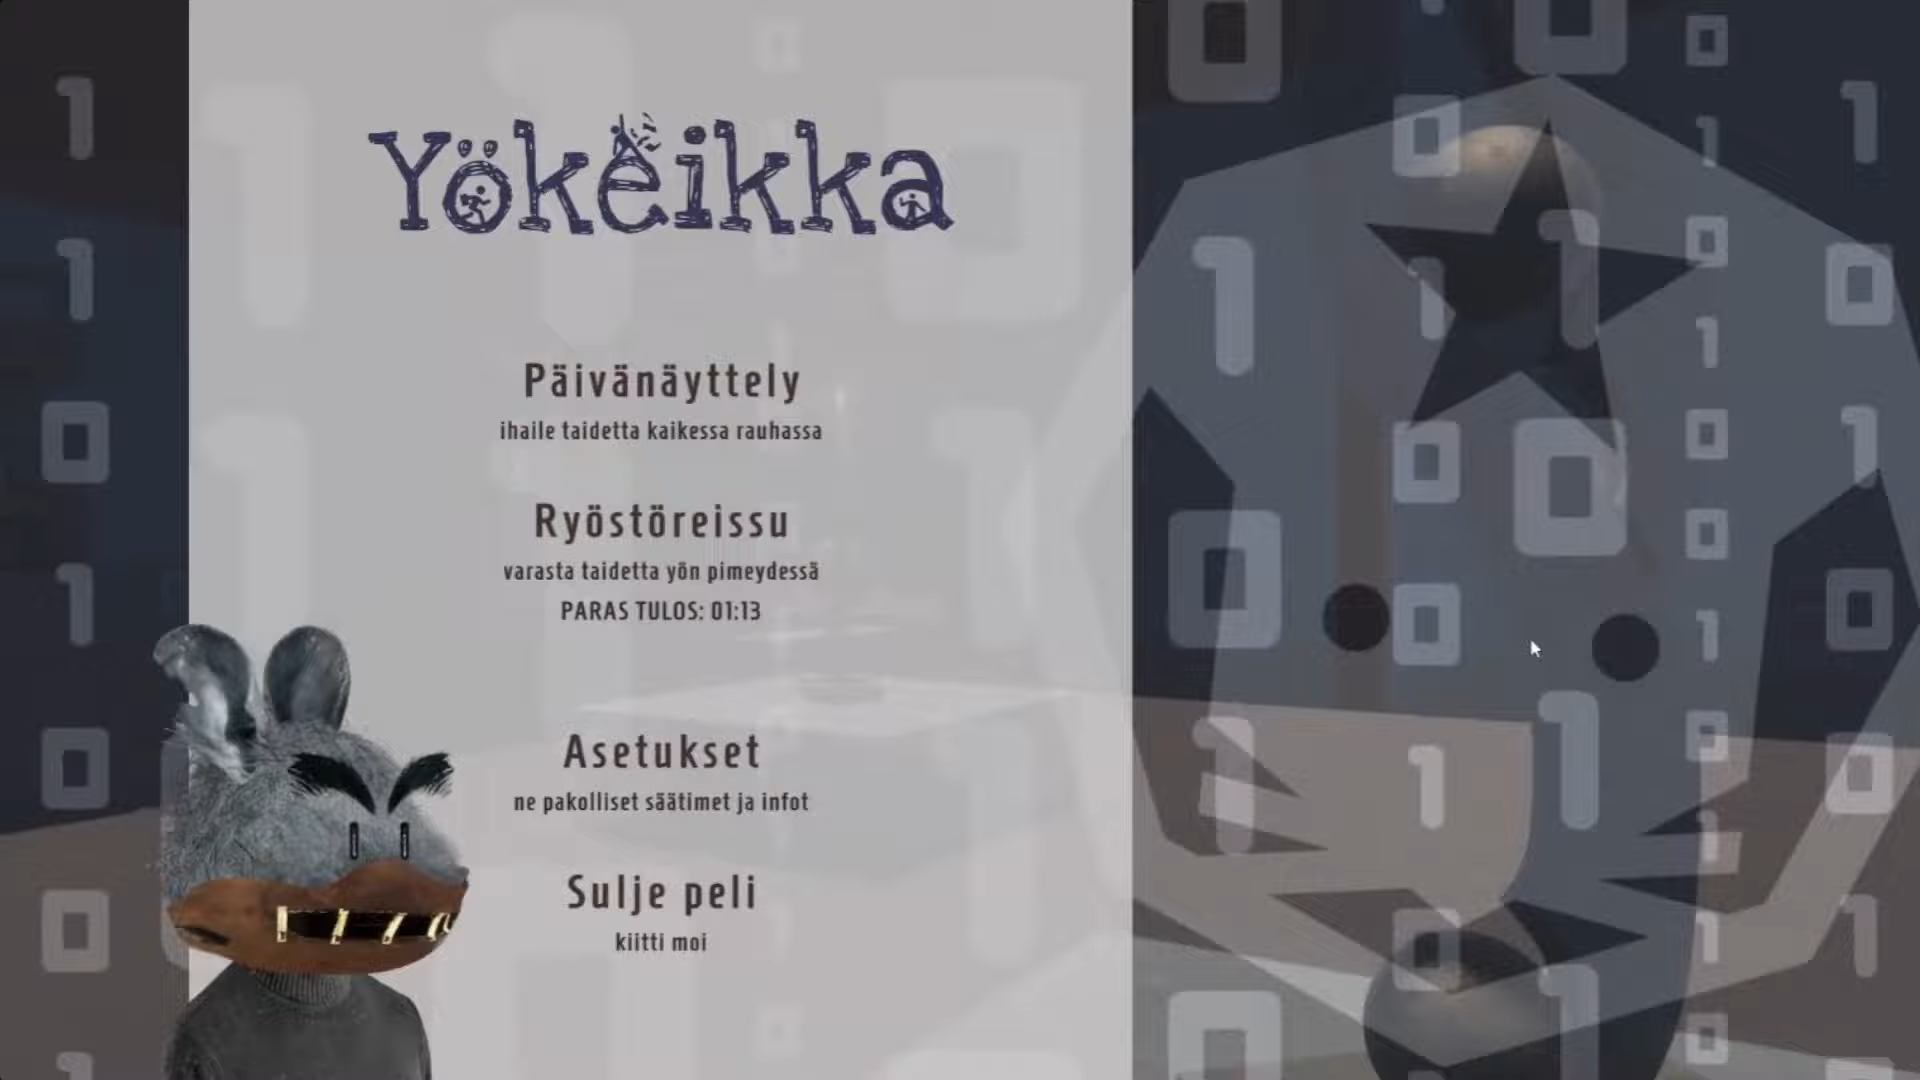 Yökeikka
Päivänäyttely
ihaile taidetta kaikessa rauhassa
Ryöstöreissu
varasta taidetta yön pimeydessä
PARAS TULOS: 01:13
Asetukset
ne pakolliset säätimet ja infot
Sulje peli
kiitti moi